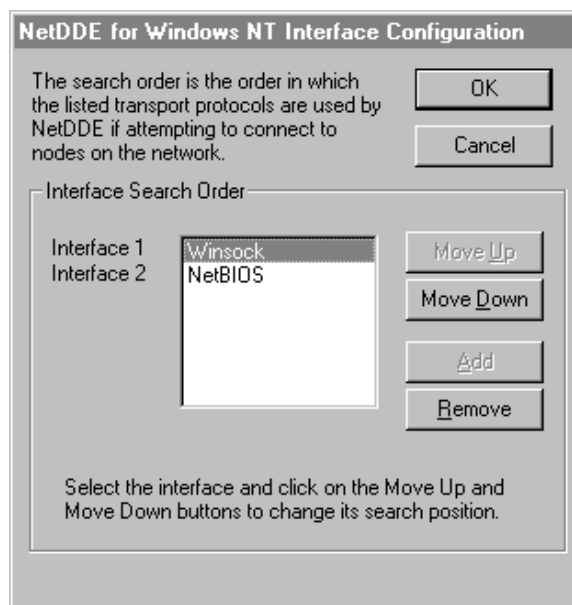 NetDDE for Windows NT Interface Configuration
The search order is the order in which
the listed transport protocols are used by
NetDDE if attempting to connect to
nodes on the network.
OK
Cancel
Interface Search Order
Interface 1
Interface 2
Winsock
NetBIOS
Move Up
Move Down
Add
Remove
Select the interface and click on the Move Up and
Move Down buttons to change its search position.